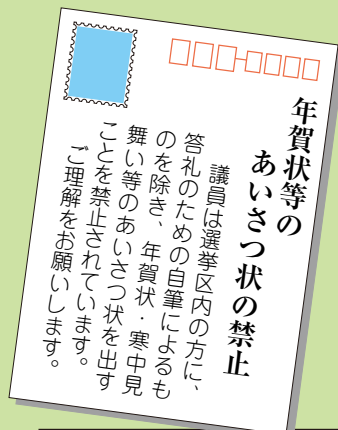 年賀状等の
あいさつ状の禁止
議員は選挙区内の方に、
答礼のための自筆によるも
のを除き、年賀状・寒中見
舞い等のあいさつ状を出す
ことを禁止されています。
ご理解をお願いします。